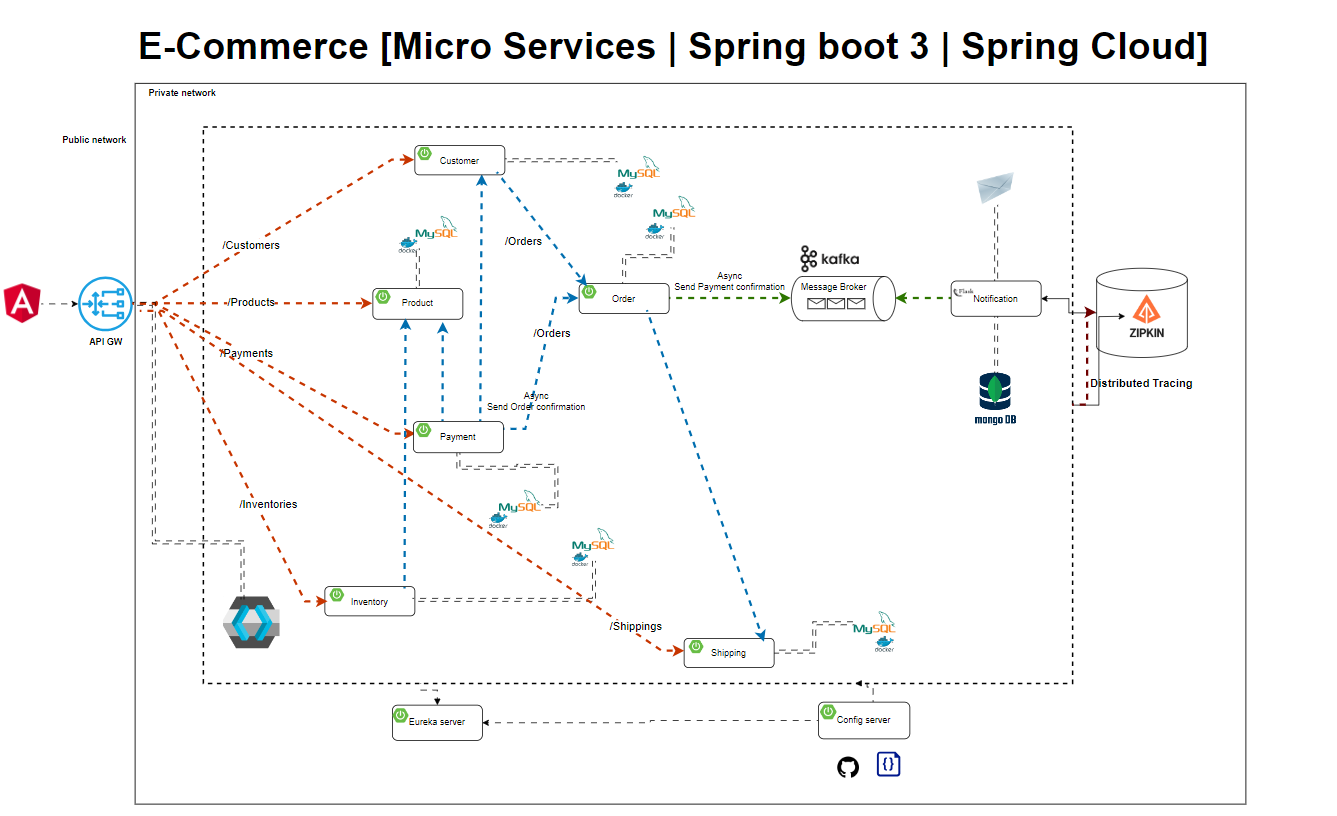 E-Commerce [Micro Services | Spring boot 3 | Spring Cloud]
Private network
Public network
Customer
MySQL
docker
MySQL
docker
MySQL
docker
/Customers
/Orders
kafka
Message Broker
Async
Send Payment confirmation
Flask
Notification
Product
Order
/Products
API GW
ZIPKIN
/Orders
/Payments
Distributed Tracing
Async
Send Order confirmation
mongo DB
Payment
/Inventories
MySQL
docker
MySQL
docker
Inventory
/Shippings
MySQL
docker
Shipping
Eureka server
Config server
{}